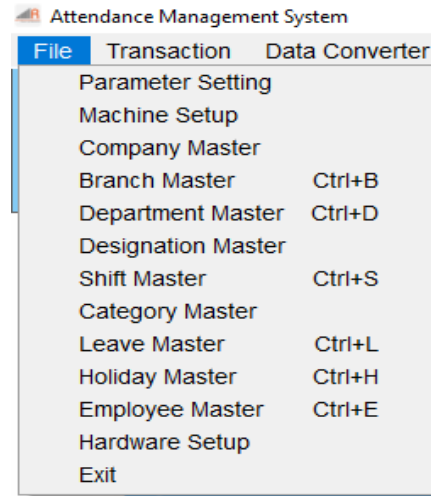 Attendance Management System
File Transaction Data Converter
Parameter Setting
Machine Setup
Company Master
Branch Master Ctrl+B
Department Master Ctrl+D
Designation Master
Shift Master Ctrl+S
Category Master
Leave Master Ctrl+L
Holiday Master Ctrl+H
Employee Master Ctrl+E
Hardware Setup
Exit